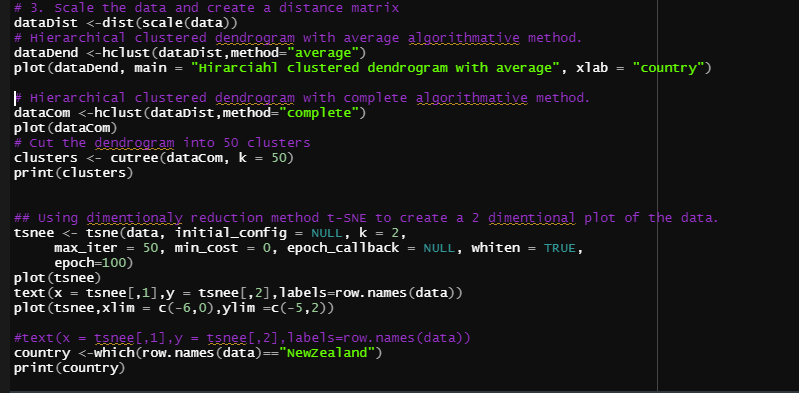 # 3. Scale the data and create a distance matrix
dataDist <-dist(scale(data))
# Hierarchical clustered dendrogram with average algorithmative method.
dataDend <-hclust(dataDist,method="average")
plot(dataDend, main = "Hirarciahl clustered dendrogram with average", xlab = "country")
# Hierarchical clustered dendrogram with complete algorithmative method.
dataCom <-hclust(dataDist,method="complete")
plot(dataCom)
# Cut the dendrogram into 50 clusters
clusters <- cutree(dataCom, k = 50)
print(clusters)
## Using dimentionaly reduction method t-SNE to create a 2 dimentional plot of the data.
tsnee <- tsne(data, initial_config = NULL, k = 2,
max_iter = 50, min_cost = 0, epoch_callback = NULL, whiten = TRUE,
epoch=100)
plot(tsnee)
text(x = tsnee[,1],y = tsnee[,2],labels=row.names(data))
plot(tsnee,xlim = c(-6,0),ylim =c(-5,2))
#text(x = tsnee[,1],y = tsnee[,2],labels=row.names(data))
country <-which(row.names(data)=="NewZealand")
print(country)